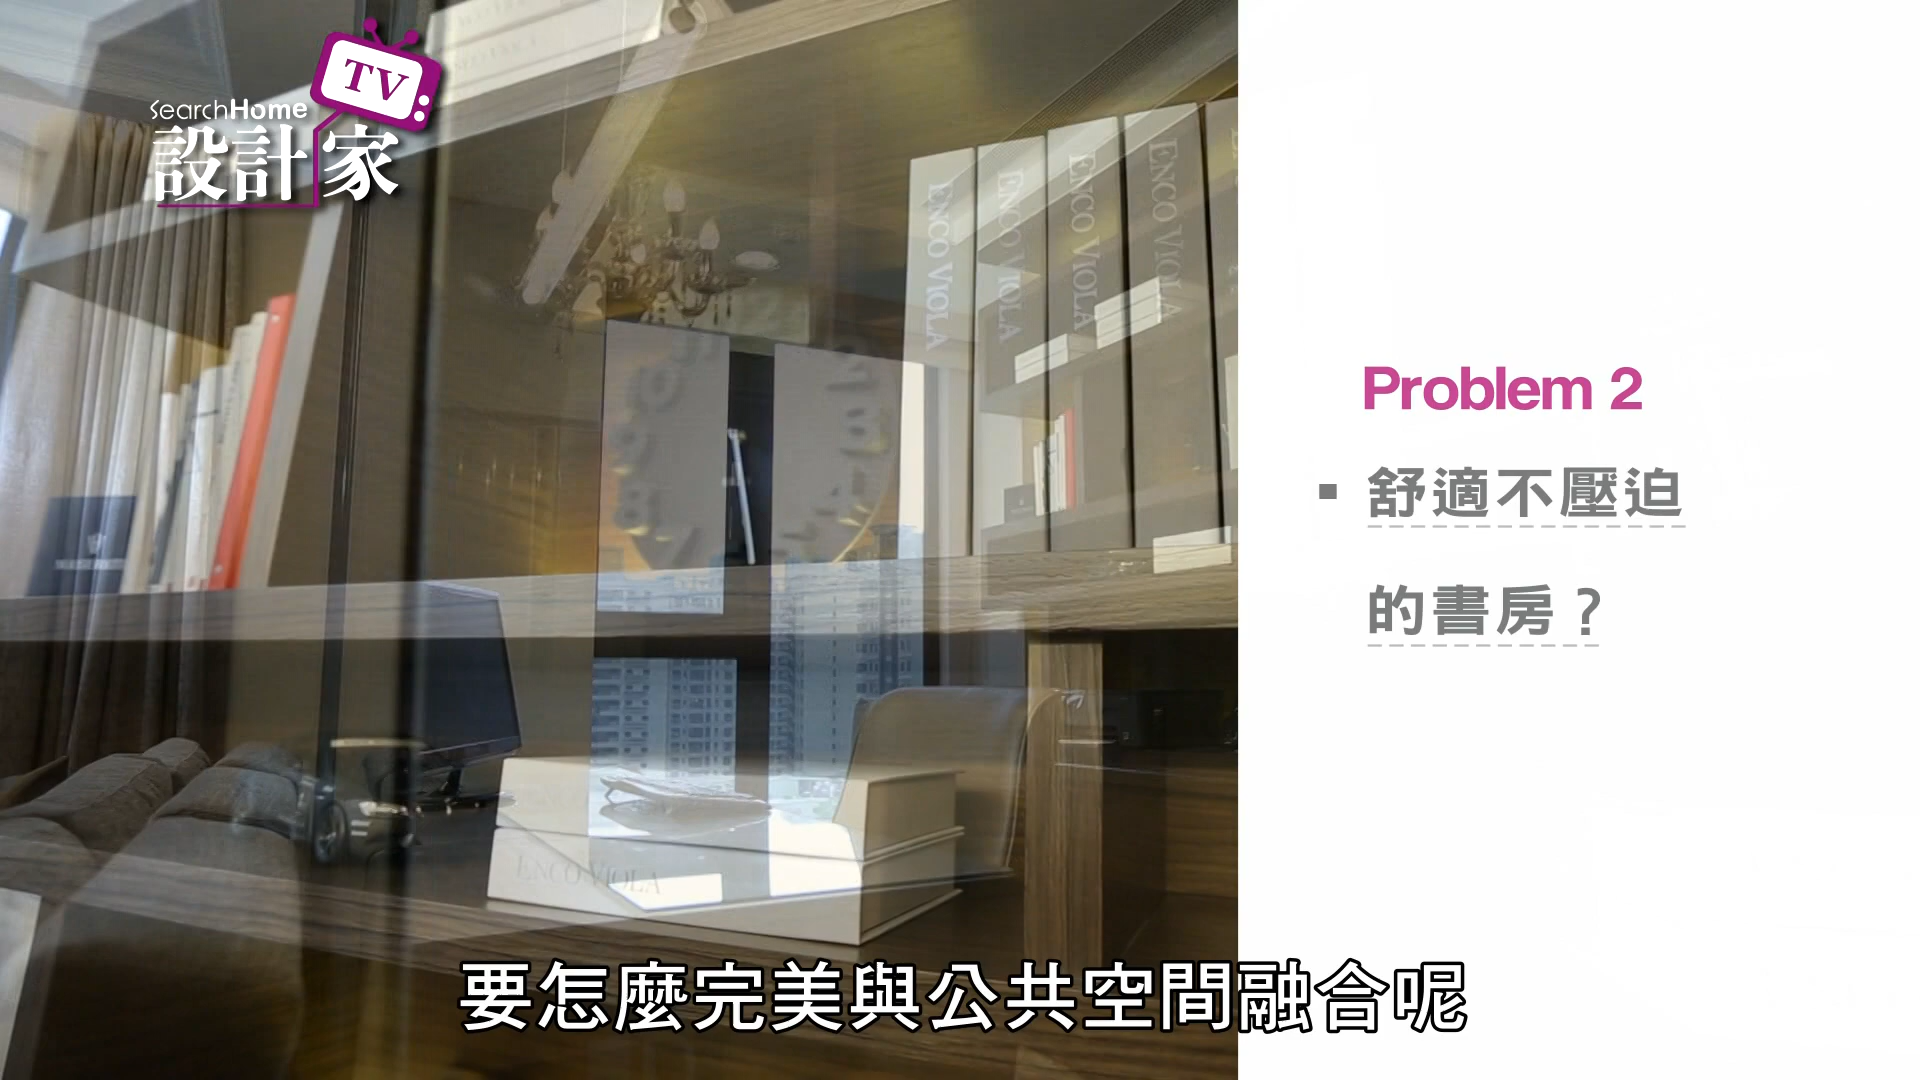 TV
SearchHome
設計家
ENCO VIOLA
ENCO VIOLA
ENCO VIOLA
ENCO VIOLA
Problem 2
▪ 舒適不壓迫
的書房？
ENCO VIOLA
要怎麼完美與公共空間融合呢